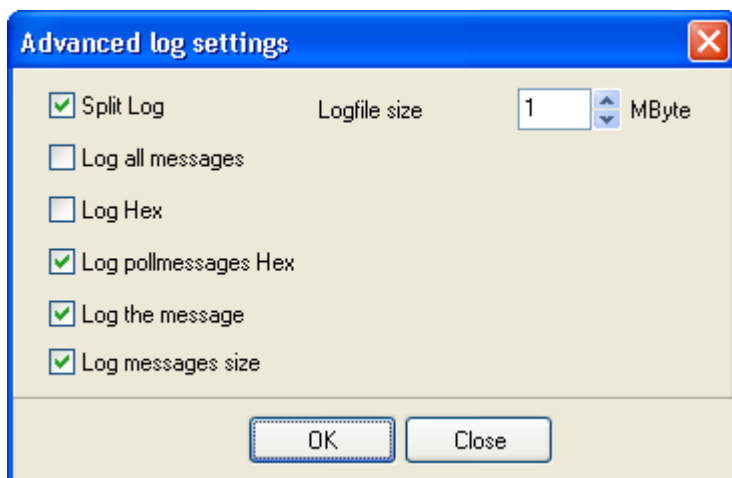 Advanced log settings
Split Log Logfile size 1 MByte
Log all messages
Log Hex
Log pollmessages Hex
Log the message
Log messages size
OK Close